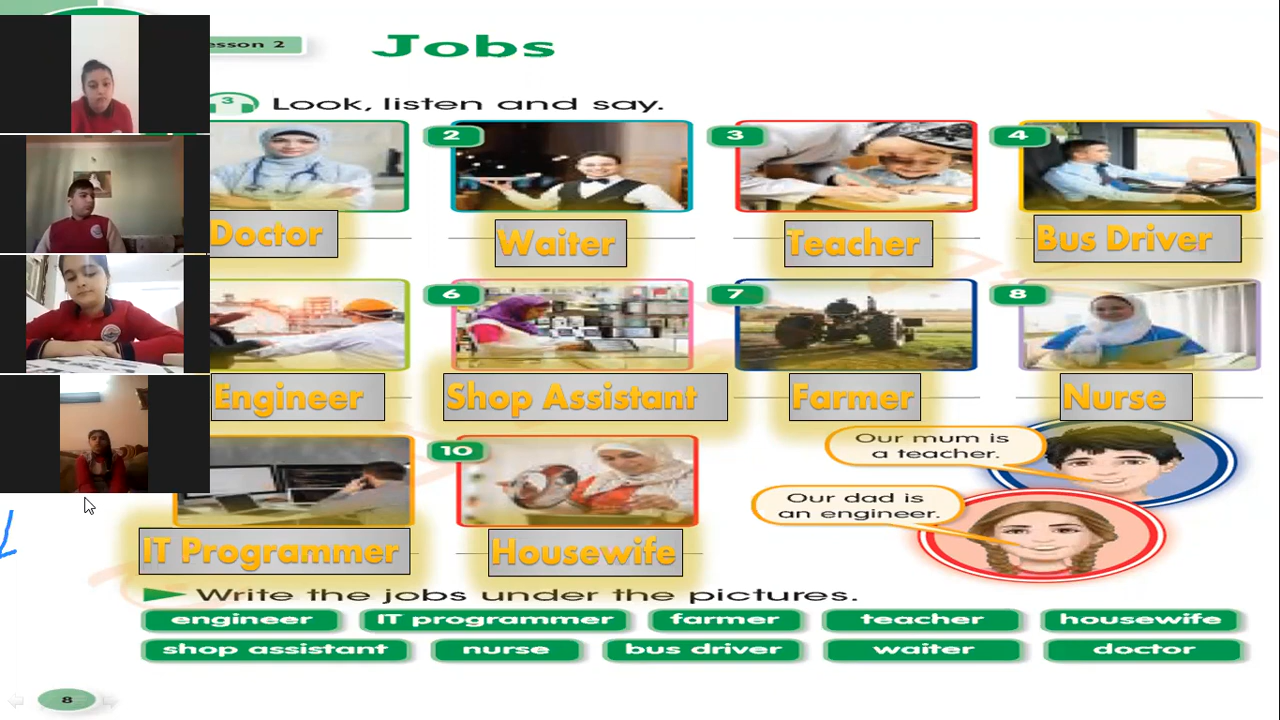 esson 2
Jobs
3
Look, listen and say.
2
3
4
Doctor
Waiter
Teacher
Bus Driver
6
7
8
Engineer
Shop Assistant
Farmer
Nurse
Our mum is
a teacher.
10
Our dad is
an engineer.
IT Programmer
Housewife
Write the jobs under the pictures.
engineer
IT programmer
farmer
teacher
housewife
shop assistant
nurse
bus driver
waiter
doctor
8